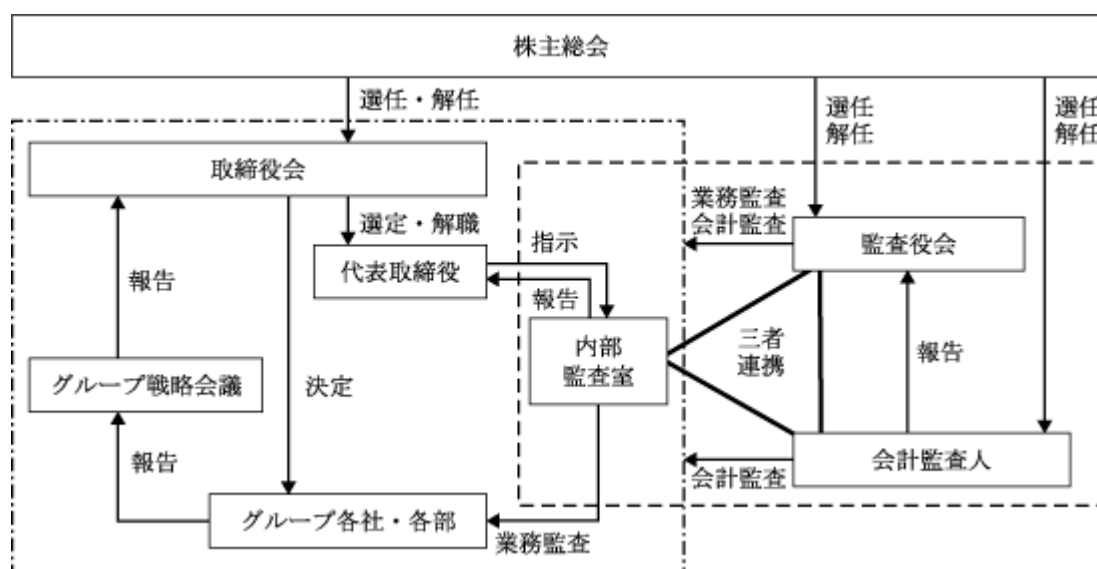 株主総会
選任・解任
選任
解任
選任
解任
取締役会
選定・解職
代表取締役
指示
報告
業務監査
会計監査
監査役会
報告
内部
監査室
三者
連携
報告
グループ戦略会議
決定
報告
会計監査人
会計監査
グループ各社・各部
業務監査